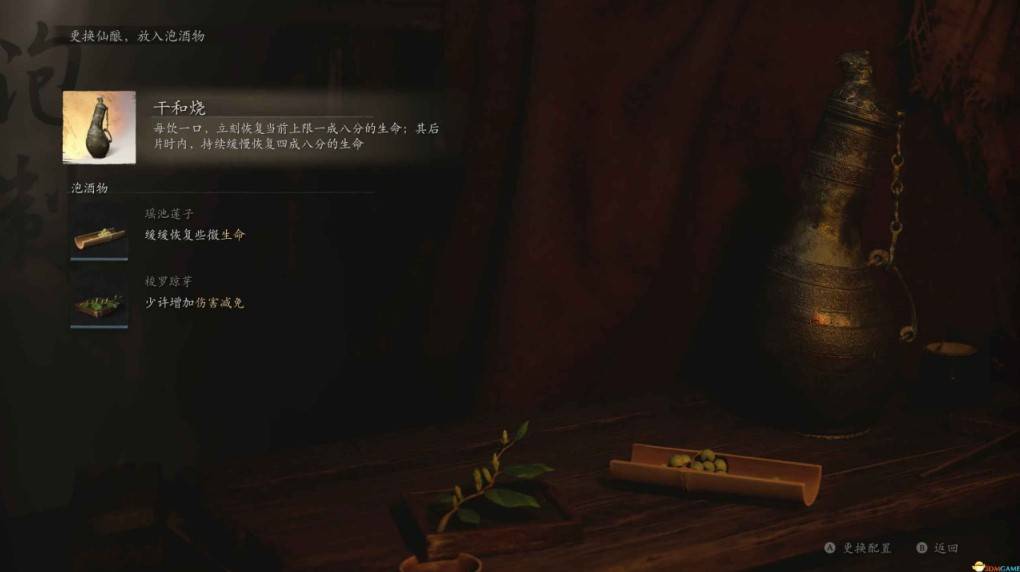 更换仙酿，放入泡酒物
泡制
干和烧
每饮一口，立刻恢复当前上限一成八分的生命；其后
片时内，持续缓慢恢复四成八分的生命
泡酒物
瑶池莲子
缓缓恢复些微生命
梭罗琼芽
少许增加伤害减免
A 更换配置 B 返回
3DMGAME